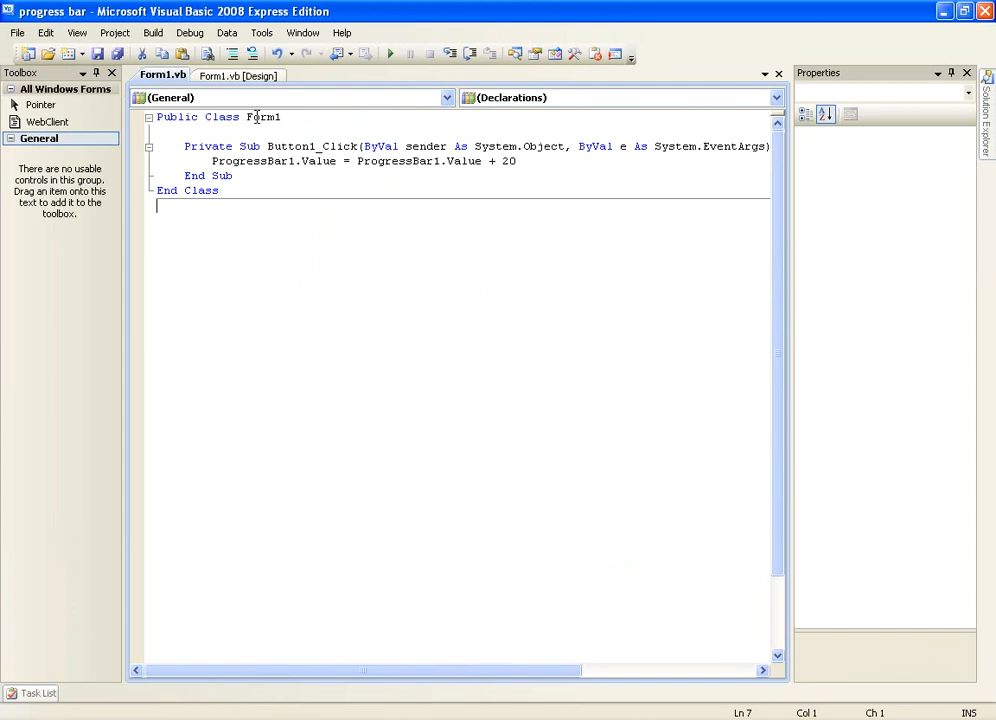 progress bar - Microsoft Visual Basic 2008 Express Edition
File Edit View Project Build Debug Data Tools Window Help
Toolbox
All Windows Forms
Pointer
WebClient
General
There are no usable
controls in this group.
Drag an item onto this
text to add it to the
toolbox.
Form1.vb Form1.vb [Design]
(General) (Declarations)
Public Class Form1
Private Sub Button1_Click(ByVal sender As System.Object, ByVal e As System.EventArgs)
ProgressBar1.Value = ProgressBar1.Value + 20
End Sub
End Class
Properties
Solution Explorer
Task List
Ln 7 Col 1 Ch 1 INS